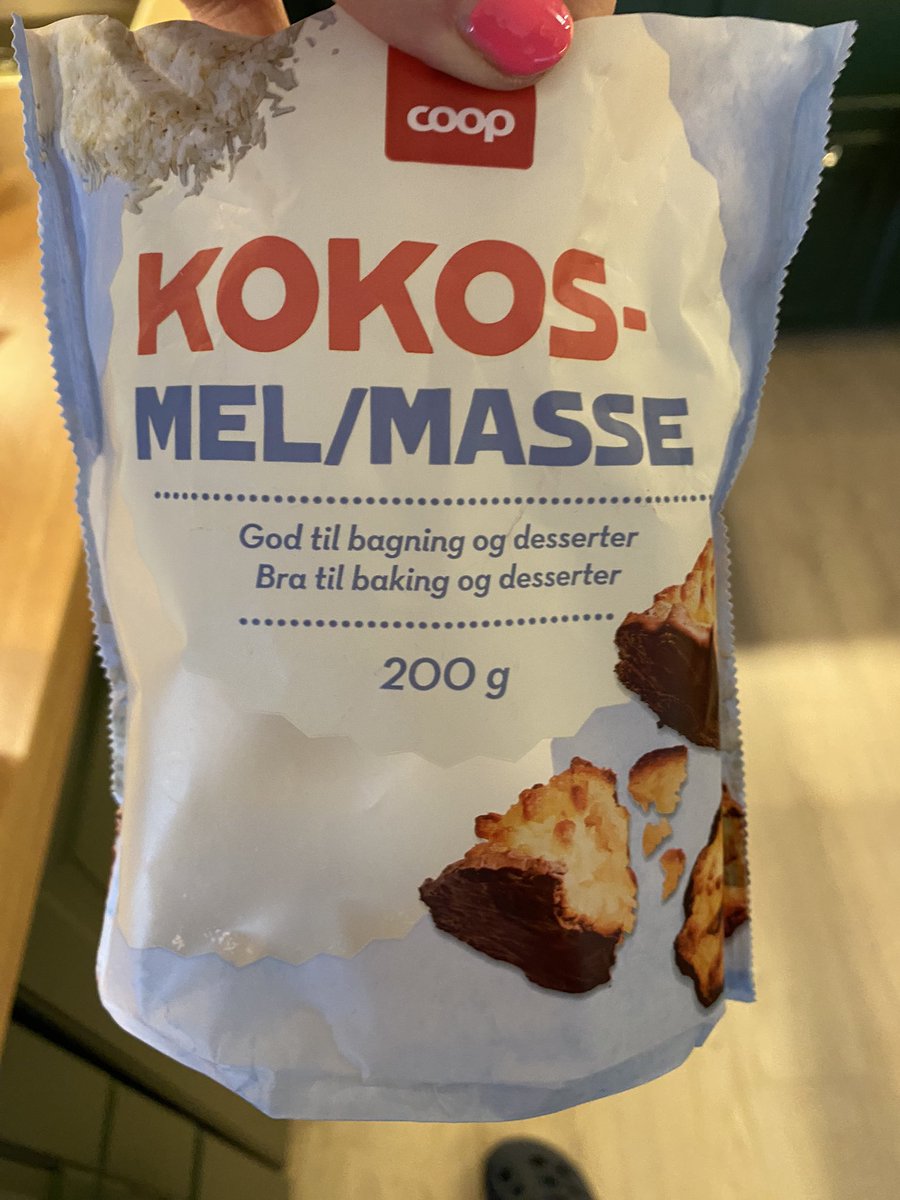 coop
KOKOS-
MEL/MASSE
God til bagning og desserter
Bra til baking og desserter
200 g